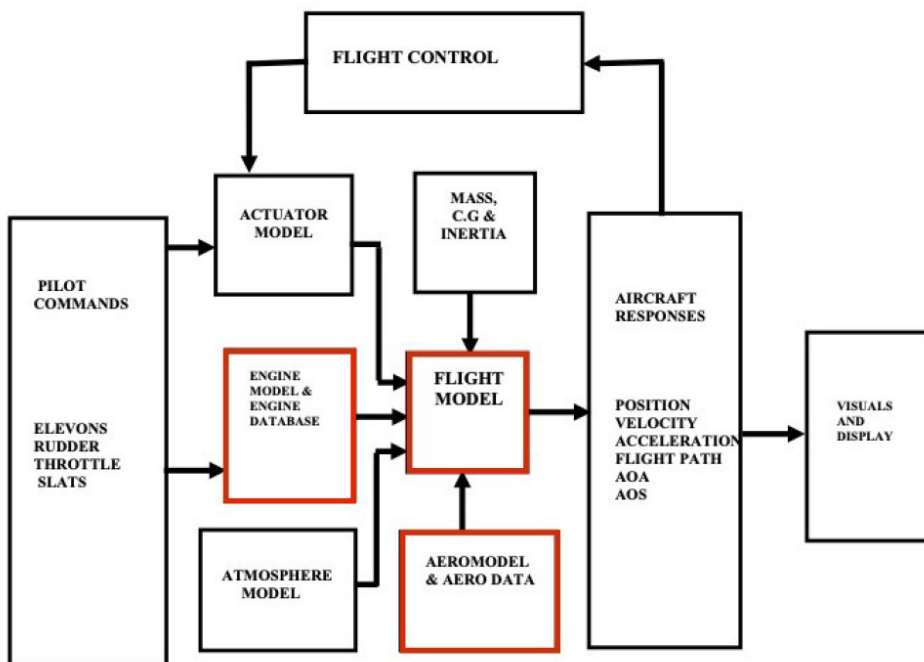 FLIGHT CONTROL
ACTUATOR
MODEL
MASS,
C.G &
INERTIA
PILOT
COMMANDS
ELEVONS
RUDDER
THROTTLE
SLATS
ENGINE
MODEL &
ENGINE
DATABASE
FLIGHT
MODEL
ATMOSPHERE
MODEL
AEROMODEL
& AERO DATA
AIRCRAFT
RESPONSES
POSITION
VELOCITY
ACCELERATION
FLIGHT PATH
AOA
AOS
VISUALS
AND
DISPLAY